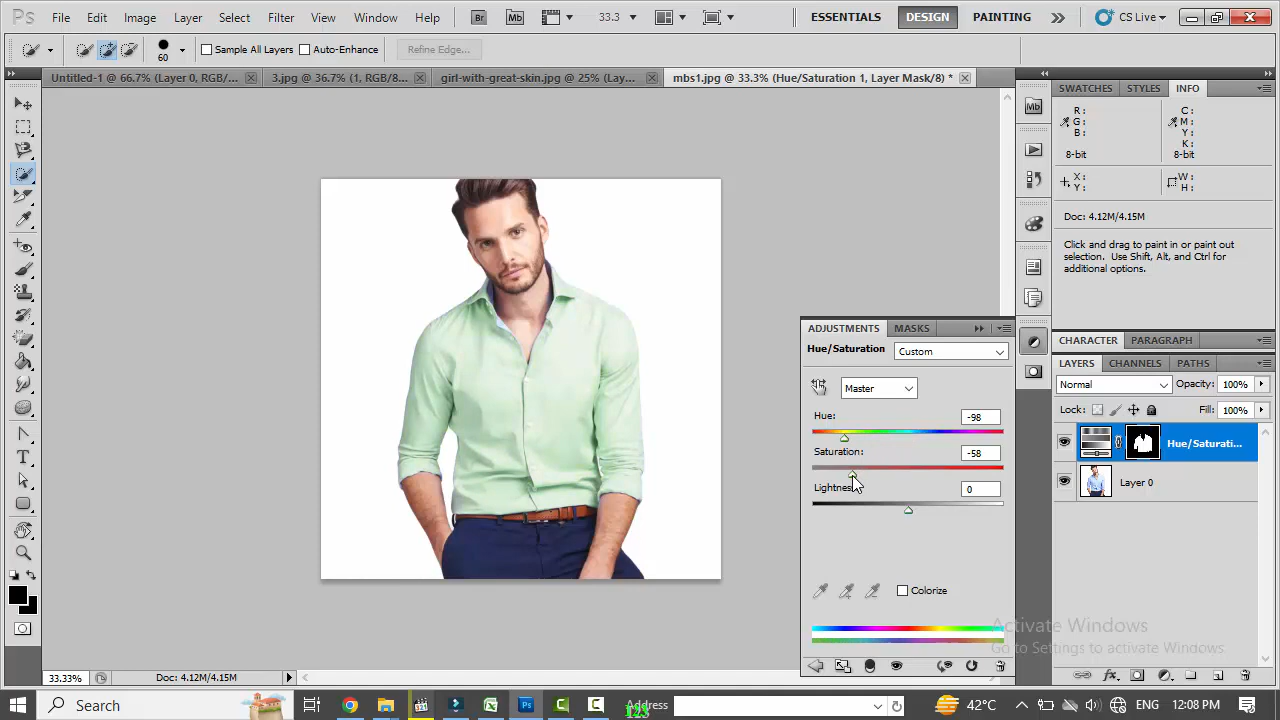 Ps File Edit Image Layer Select Filter View Window Help Br Mb 33.3 ESSENTIALS DESIGN PAINTING CS Live
60 Sample All Layers Auto-Enhance Refine Edge...
Untitled-1 @ 66.7% (Layer 0, RGB/... 3.jpg @ 36.7% (1, RGB/8... girl-with-great-skin.jpg @ 25% (Lay... mbs1.jpg @ 33.3% (Hue/Saturation 1, Layer Mask/8) *
SWATCHES STYLES INFO
Mb
R: C:
G: M:
B: Y:
K:
8-bit 8-bit
X: W:
Y: H:
Doc: 4.12M/4.15M
Click and drag to paint in or paint out
selection. Use Shift, Alt, and Ctrl for
additional options.
ADJUSTMENTS MASKS
Hue/Saturation Custom
Master
Hue: -98
Saturation: -58
Lightness: 0
Colorize
CHARACTER PARAGRAPH
LAYERS CHANNELS PATHS
Normal Opacity: 100%
Lock: Fill: 100%
Hue/Saturati...
Layer 0
Activate Windows
Go to Settings to activate Windows.
33.33% Doc: 4.12M/4.15M
Search Ps 123 Address 42°C ENG 12:08 PM